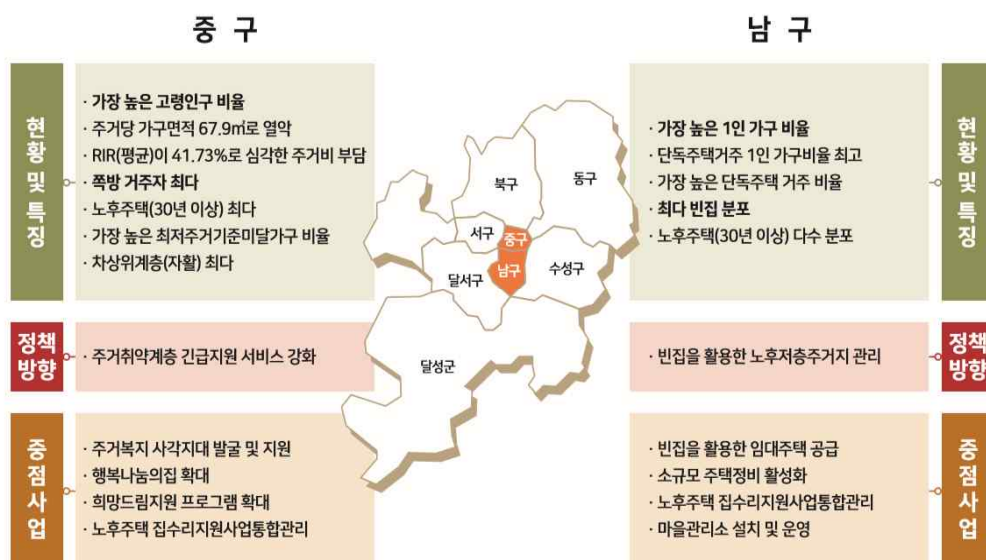 중 구
현황 및 특징
· 가장 높은 고령인구 비율
· 주거당 가구면적 67.9㎡로 열악
· RIR(평균)이 41.73%로 심각한 주거비 부담
· 쪽방 거주자 최다
· 노후주택(30년 이상) 최다
· 가장 높은 최저주거기준미달가구 비율
· 차상위계층(자활) 최다
정책
방향
· 주거취약계층 긴급지원 서비스 강화
중점사업
· 주거복지 사각지대 발굴 및 지원
· 행복나눔의집 확대
· 희망드림지원 프로그램 확대
· 노후주택 집수리지원사업통합관리
북구
동구
서구
중구
남구
달서구
수성구
달성군
남 구
현황 및 특징
· 가장 높은 1인 가구 비율
· 단독주택거주 1인 가구비율 최고
· 가장 높은 단독주택 거주 비율
· 최다 빈집 분포
· 노후주택(30년 이상) 다수 분포
정책
방향
· 빈집을 활용한 노후저층주거지 관리
중점사업
· 빈집을 활용한 임대주택 공급
· 소규모 주택정비 활성화
· 노후주택 집수리지원사업통합관리
· 마을관리소 설치 및 운영